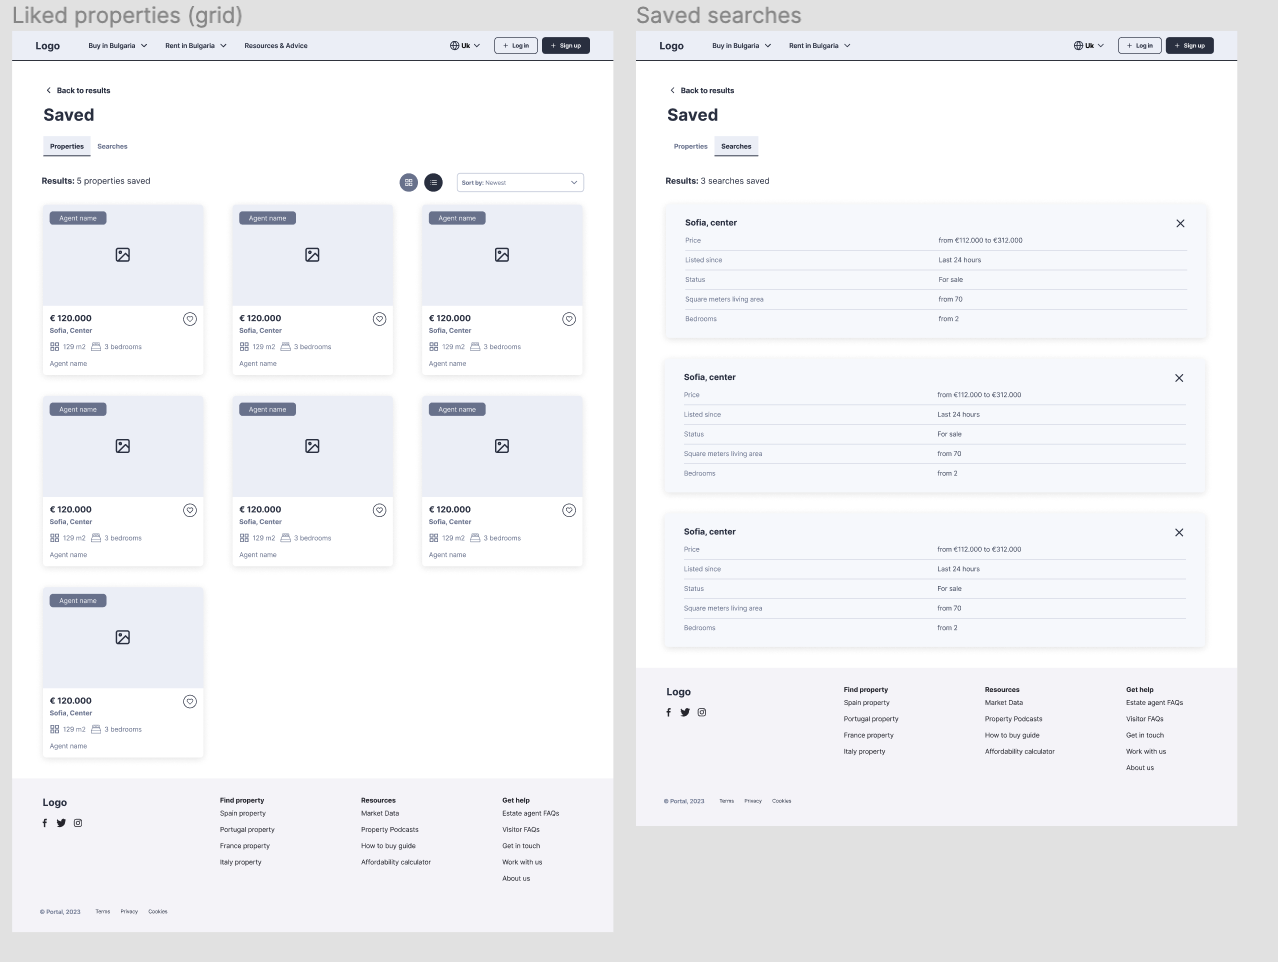 Liked properties (grid)
Logo
Buy in Bulgaria
Rent in Bulgaria
Resources & Advice
Uk
+ Log in
+ Sign up
Back to results
Saved
Properties
Searches
Results: 5 properties saved
Sort by: Newest
Agent name
€ 120.000
Sofia, Center
129 m2
3 bedrooms
Agent name
Agent name
€ 120.000
Sofia, Center
129 m2
3 bedrooms
Agent name
Agent name
€ 120.000
Sofia, Center
129 m2
3 bedrooms
Agent name
Agent name
€ 120.000
Sofia, Center
129 m2
3 bedrooms
Agent name
Agent name
€ 120.000
Sofia, Center
129 m2
3 bedrooms
Agent name
Agent name
€ 120.000
Sofia, Center
129 m2
3 bedrooms
Agent name
Agent name
€ 120.000
Sofia, Center
129 m2
3 bedrooms
Agent name
Logo
Find property
Spain property
Portugal property
France property
Italy property
Resources
Market Data
Property Podcasts
How to buy guide
Affordability calculator
Get help
Estate agent FAQs
Visitor FAQs
Get in touch
Work with us
About us
© Portal, 2023
Terms
Privacy
Cookies
Saved searches
Logo
Buy in Bulgaria
Rent in Bulgaria
Uk
+ Log in
+ Sign up
Back to results
Saved
Properties
Searches
Results: 3 searches saved
Sofia, center
Price from €112.000 to €312.000
Listed since Last 24 hours
Status For sale
Square meters living area from 70
Bedrooms from 2
Sofia, center
Price from €112.000 to €312.000
Listed since Last 24 hours
Status For sale
Square meters living area from 70
Bedrooms from 2
Sofia, center
Price from €112.000 to €312.000
Listed since Last 24 hours
Status For sale
Square meters living area from 70
Bedrooms from 2
Logo
Find property
Spain property
Portugal property
France property
Italy property
Resources
Market Data
Property Podcasts
How to buy guide
Affordability calculator
Get help
Estate agent FAQs
Visitor FAQs
Get in touch
Work with us
About us
© Portal, 2023
Terms
Privacy
Cookies